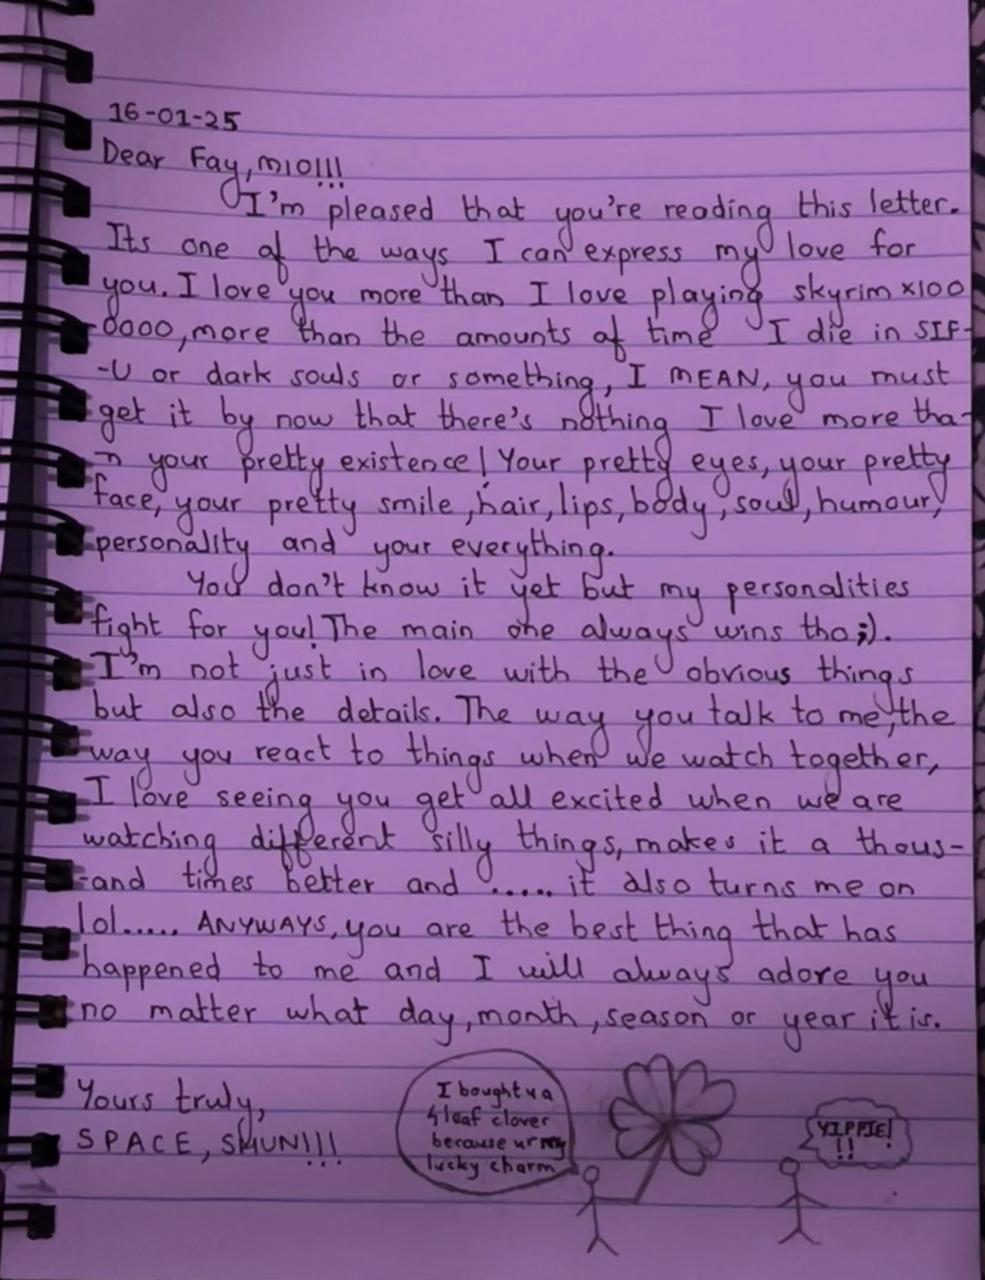 16-01-25
Dear Fay, mio!!!
I'm pleased that you're reading this letter.
Its one of the ways I can express my love for
you. I love you more than I love playing skyrim x100
0000, more than the amounts of time I die in SIF-
-U or dark souls or something, I MEAN, you must
get it by now that there's nothing I love more tha-
n your pretty existence! Your pretty eyes, your pretty
face, your pretty smile, hair, lips, body, soul, humour,
personality and your everything.
You don't know it yet but my personalities
fight for you! The main one always wins tho ;).
I'm not just in love with the obvious things
but also the details. The way you talk to me, the
way you react to things when we watch together,
I love seeing you get all excited when we are
watching different silly things, makes it a thous-
-and times better and ..... it also turns me on
lol..... ANYWAYS, you are the best thing that has
happened to me and I will always adore you
no matter what day, month, season or year it is.
Yours truly,
SPACE, SHUN!!!
I bought u a
4 leaf clover
because ur my
lucky charm
YIPPIE!
!!